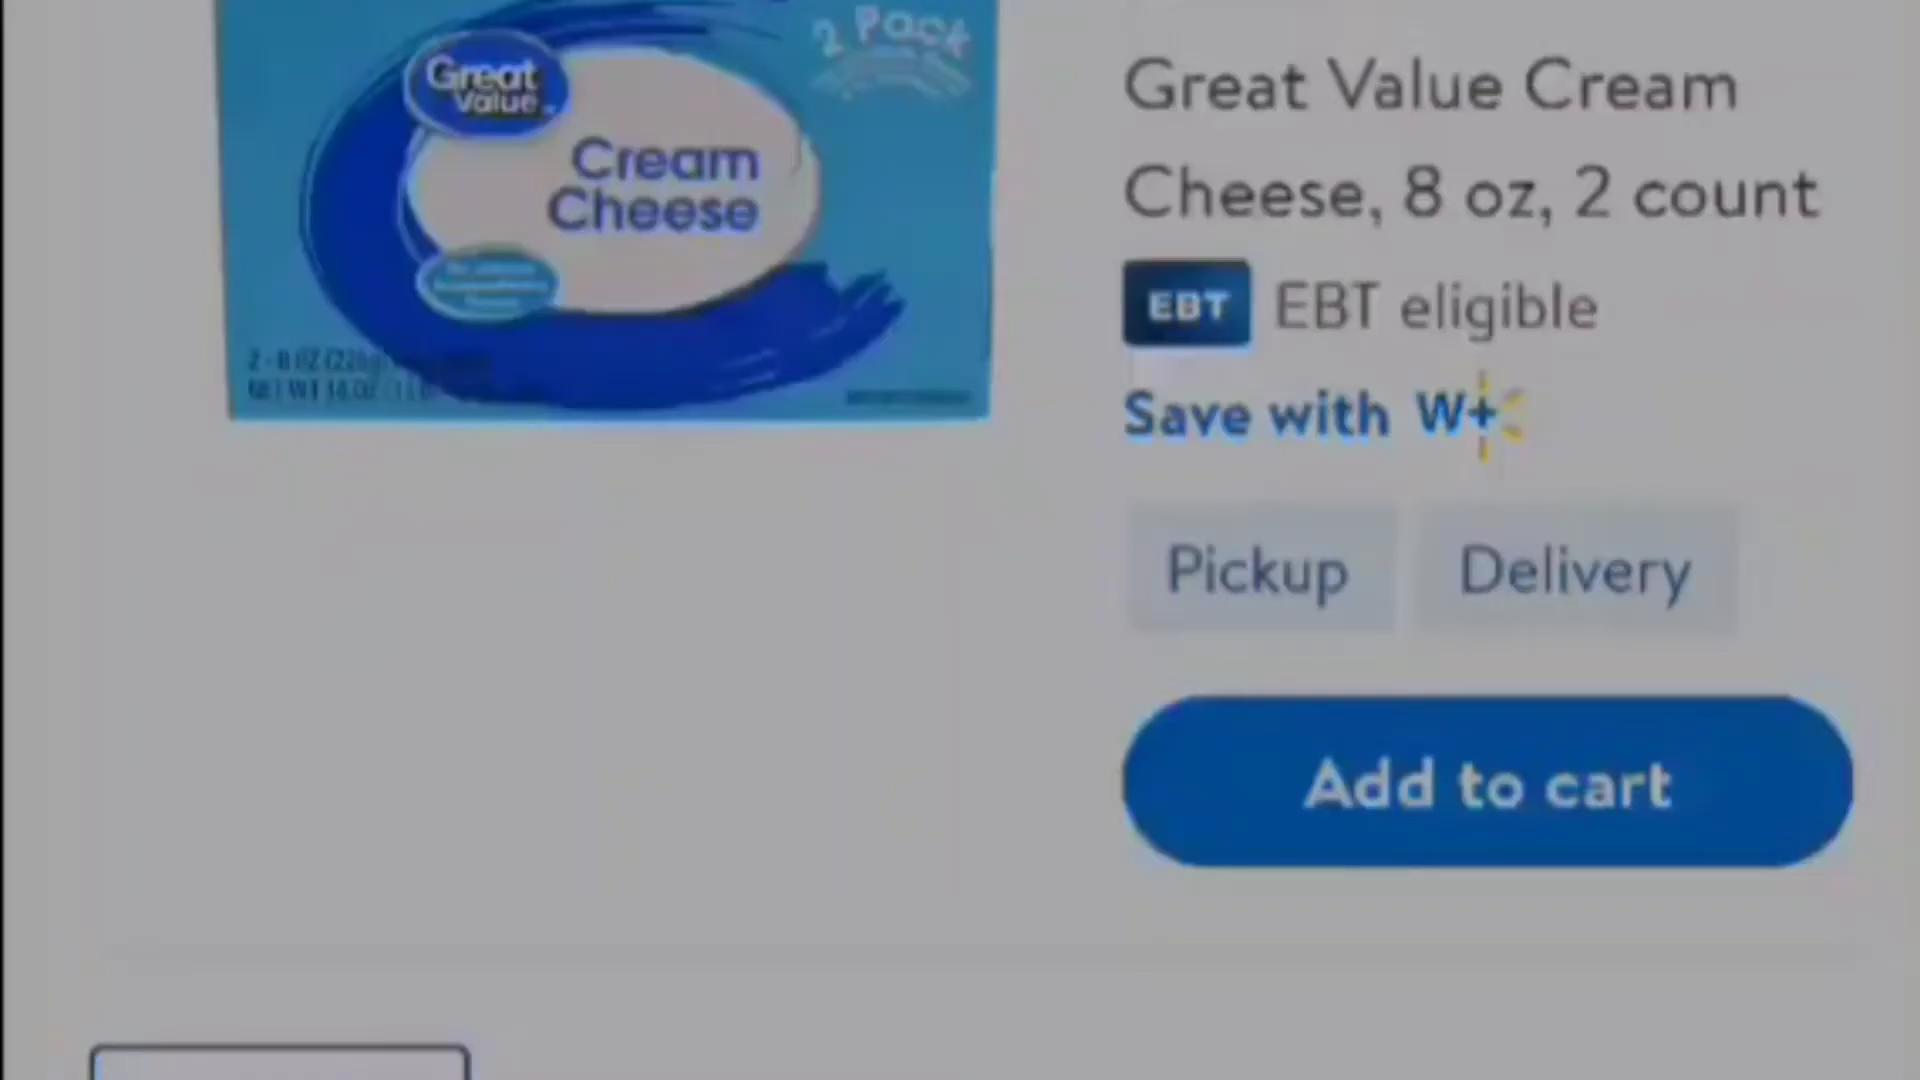 2 Pack
Great
Value
Cream
Cheese
Great Value Cream
Cheese, 8 oz, 2 count
EBT EBT eligible
Save with W+
Pickup Delivery
Add to cart